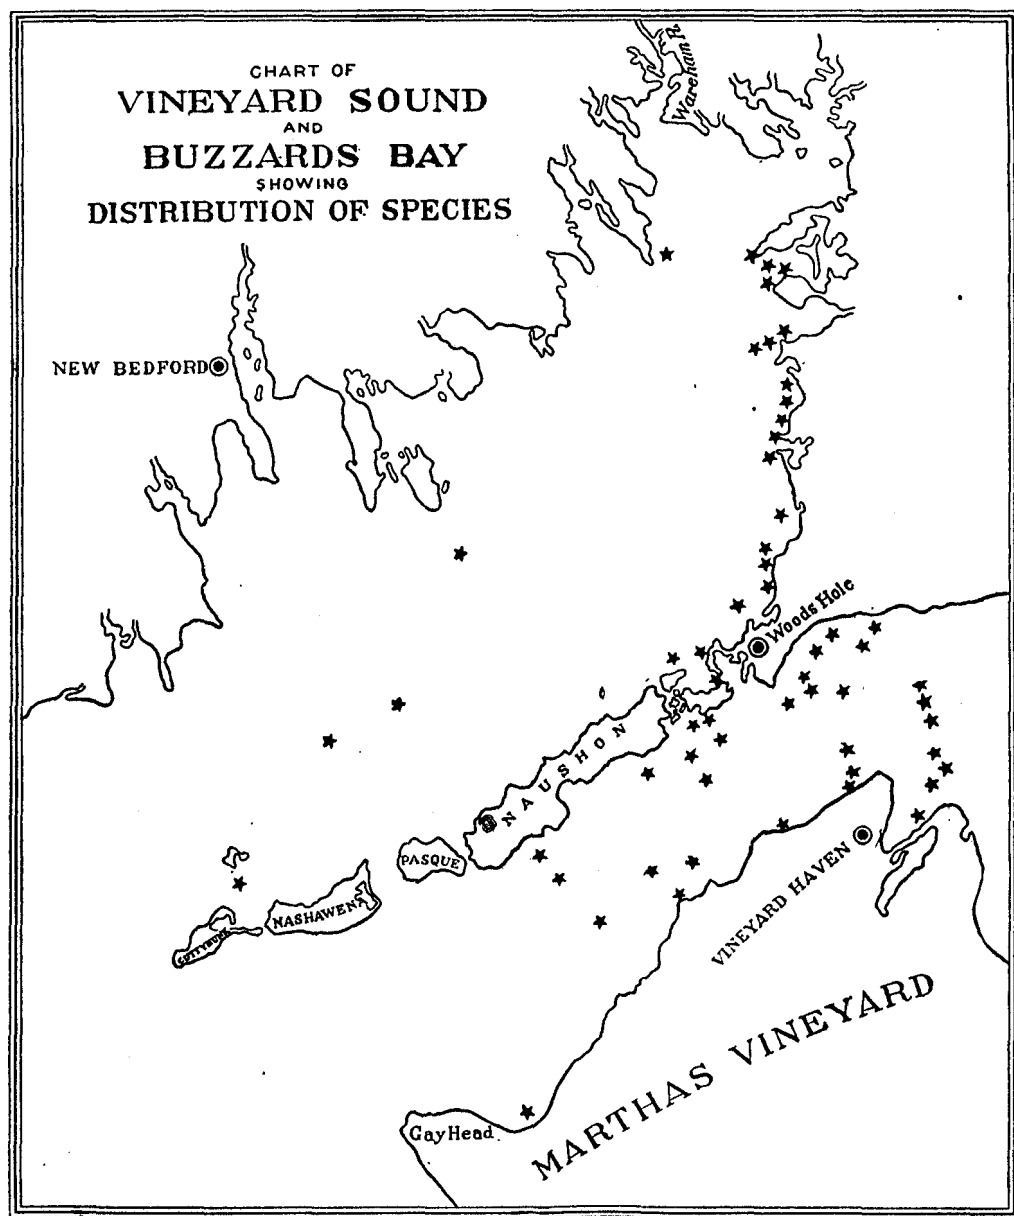 CHART OF
VINEYARD SOUND
AND
BUZZARDS BAY
SHOWING
DISTRIBUTION OF SPECIES
Wareham R.
NEW BEDFORD
Woods Hole
NAUSHON
PASQUE
NASHAWENA
CUTTYHUNK
VINEYARD HAVEN
MARTHAS VINEYARD
Gay Head